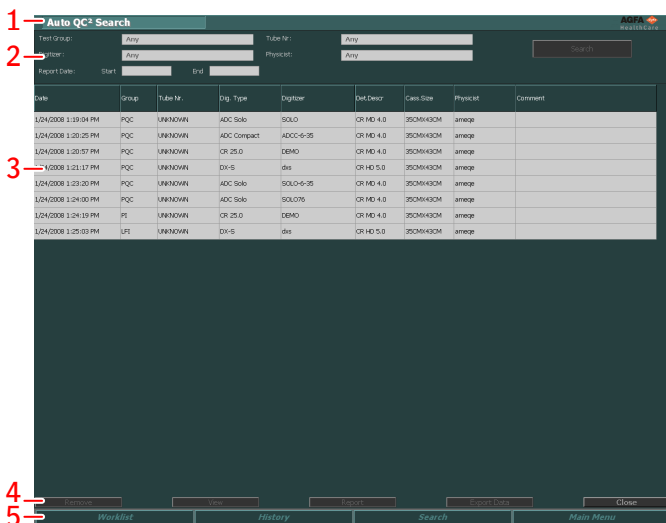 1 Auto QC² Search AGFA HealthCare
Test Group: Any Tube Nr: Any
2 Digitizer: Any Physicist: Any Search
Report Date: Start End
Date Group Tube Nr. Dig. Type Digitizer Det.Descr Cass.Size Physicist Comment
1/24/2008 1:19:04 PM PQC UNKNOWN ADC Solo SOLO CR MD 4.0 35CMX43CM ameqe
1/24/2008 1:20:25 PM PQC UNKNOWN ADC Compact ADCC-6-35 CR MD 4.0 35CMX43CM ameqe
1/24/2008 1:20:57 PM PQC UNKNOWN CR 25.0 DEMO CR MD 4.0 35CMX43CM ameqe
3 1/24/2008 1:21:17 PM PQC UNKNOWN DX-S dxs CR HD 5.0 35CMX43CM ameqe
1/24/2008 1:23:20 PM PQC UNKNOWN ADC Solo SOLO-6-35 CR MD 4.0 35CMX43CM ameqe
1/24/2008 1:24:00 PM PQC UNKNOWN ADC Solo SOLO76 CR MD 4.0 35CMX43CM ameqe
1/24/2008 1:24:19 PM PI UNKNOWN CR 25.0 DEMO CR MD 4.0 35CMX43CM ameqe
1/24/2008 1:25:03 PM LFI UNKNOWN DX-S dxs CR HD 5.0 35CMX43CM ameqe
4 Remove View Report Export Data Close
5 Worklist History Search Main Menu